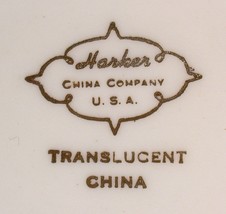 Harker
CHINA COMPANY
U.S.A.
TRANSLUCENT
CHINA